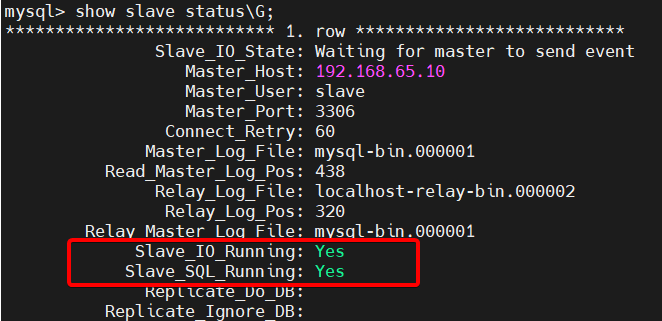 mysql> show slave status\G;
*************************** 1. row ***************************
Slave_IO_State: Waiting for master to send event
Master_Host: 192.168.65.10
Master_User: slave
Master_Port: 3306
Connect_Retry: 60
Master_Log_File: mysql-bin.000001
Read_Master_Log_Pos: 438
Relay_Log_File: localhost-relay-bin.000002
Relay_Log_Pos: 320
Relay_Master_Log_File: mysql-bin.000001
Slave_IO_Running: Yes
Slave_SQL_Running: Yes
Replicate_Do_DB:
Replicate_Ignore_DB: